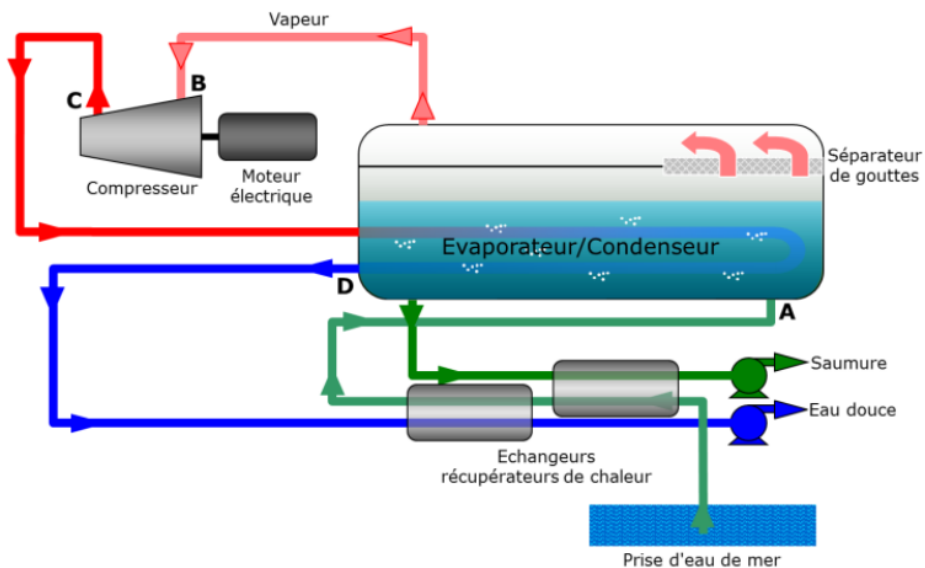 Vapeur
B
C
Compresseur
Moteur
électrique
Séparateur
de gouttes
Evaporateur/Condenseur
D
A
Saumure
Eau douce
Echangeurs
récupérateurs de chaleur
Prise d'eau de mer